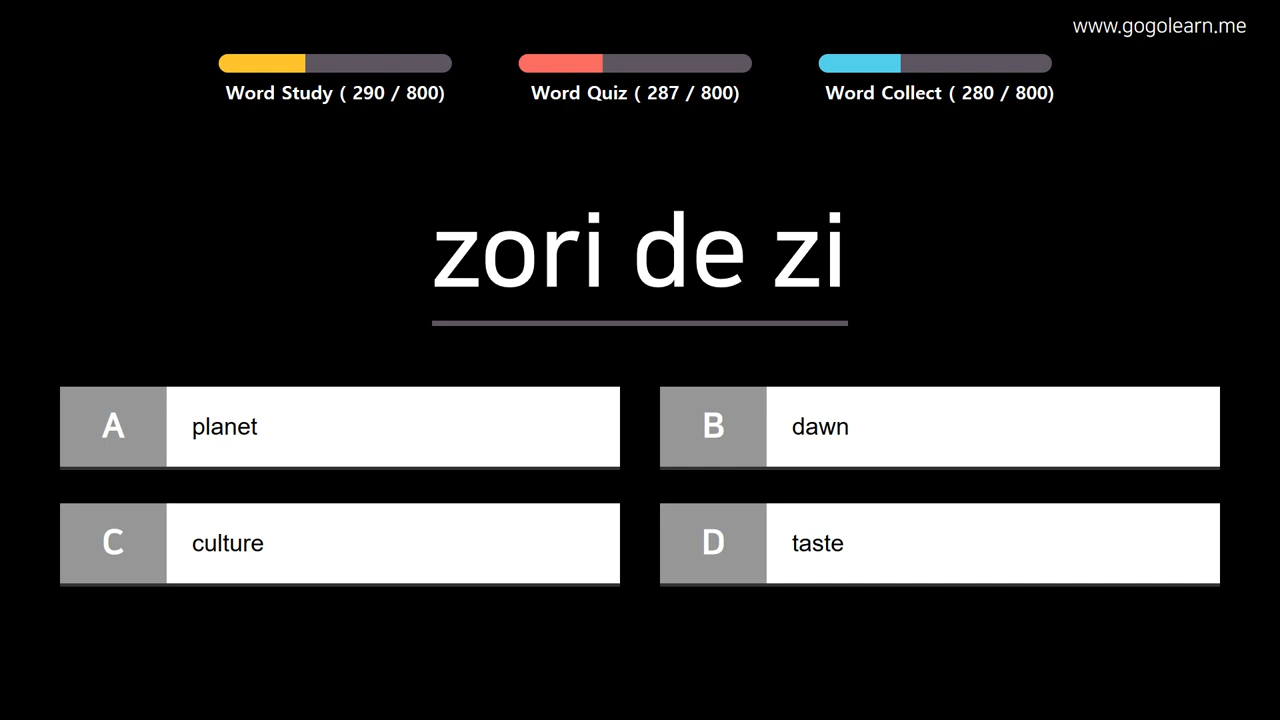 www.gogolearn.me
Word Study ( 290 / 800)
Word Quiz ( 287 / 800)
Word Collect ( 280 / 800)
zori de zi
A planet
B dawn
C culture
D taste